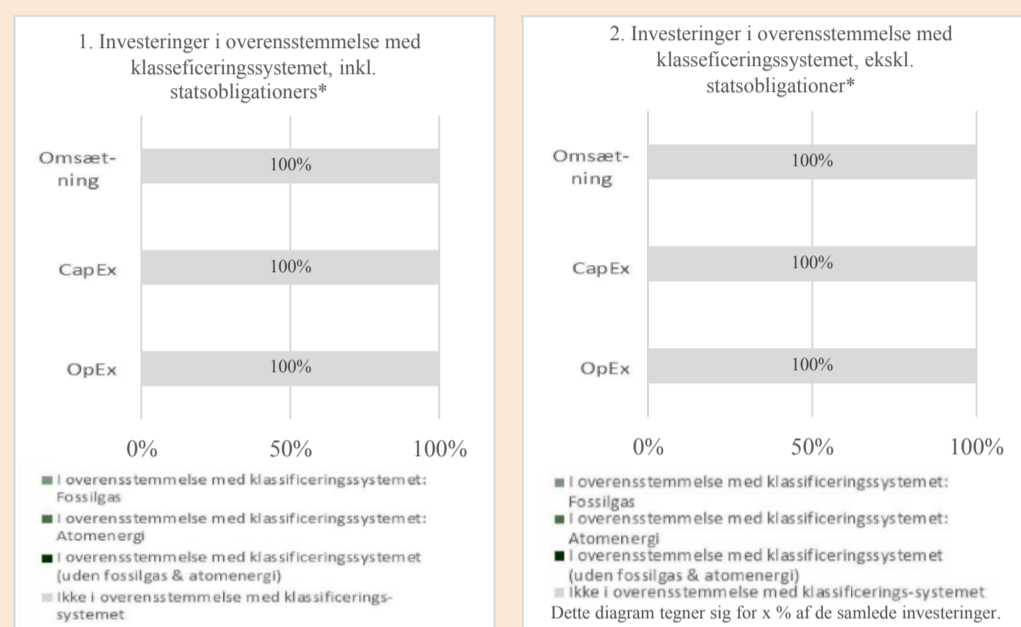 1. Investeringer i overensstemmelse med
klasseficeringssystemet, inkl.
statsobligationers*
Omsæt-
ning
100%
CapEx
100%
OpEx
100%
0%
50%
100%
I overensstemmelse med klassificeringssystemet:
Fossilgas
I overensstemmelse med klassificeringssystemet:
Atomenergi
I overensstemmelse med klassificeringssystemet
(uden fossilgas & atomenergi)
Ikke i overensstemmelse med klassificerings-
systemet
2. Investeringer i overensstemmelse med
klasseficeringssystemet, ekskl.
statsobligationer*
Omsæt-
ning
100%
CapEx
100%
OpEx
100%
0%
50%
100%
I overensstemmelse med klassificeringssystemet:
Fossilgas
I overensstemmelse med klassificeringssystemet:
Atomenergi
I overensstemmelse med klassificeringssystemet
(uden fossilgas & atomenergi)
Ikke i overensstemmelse med klassificerings-systemet
Dette diagram tegner sig for x % af de samlede investeringer.